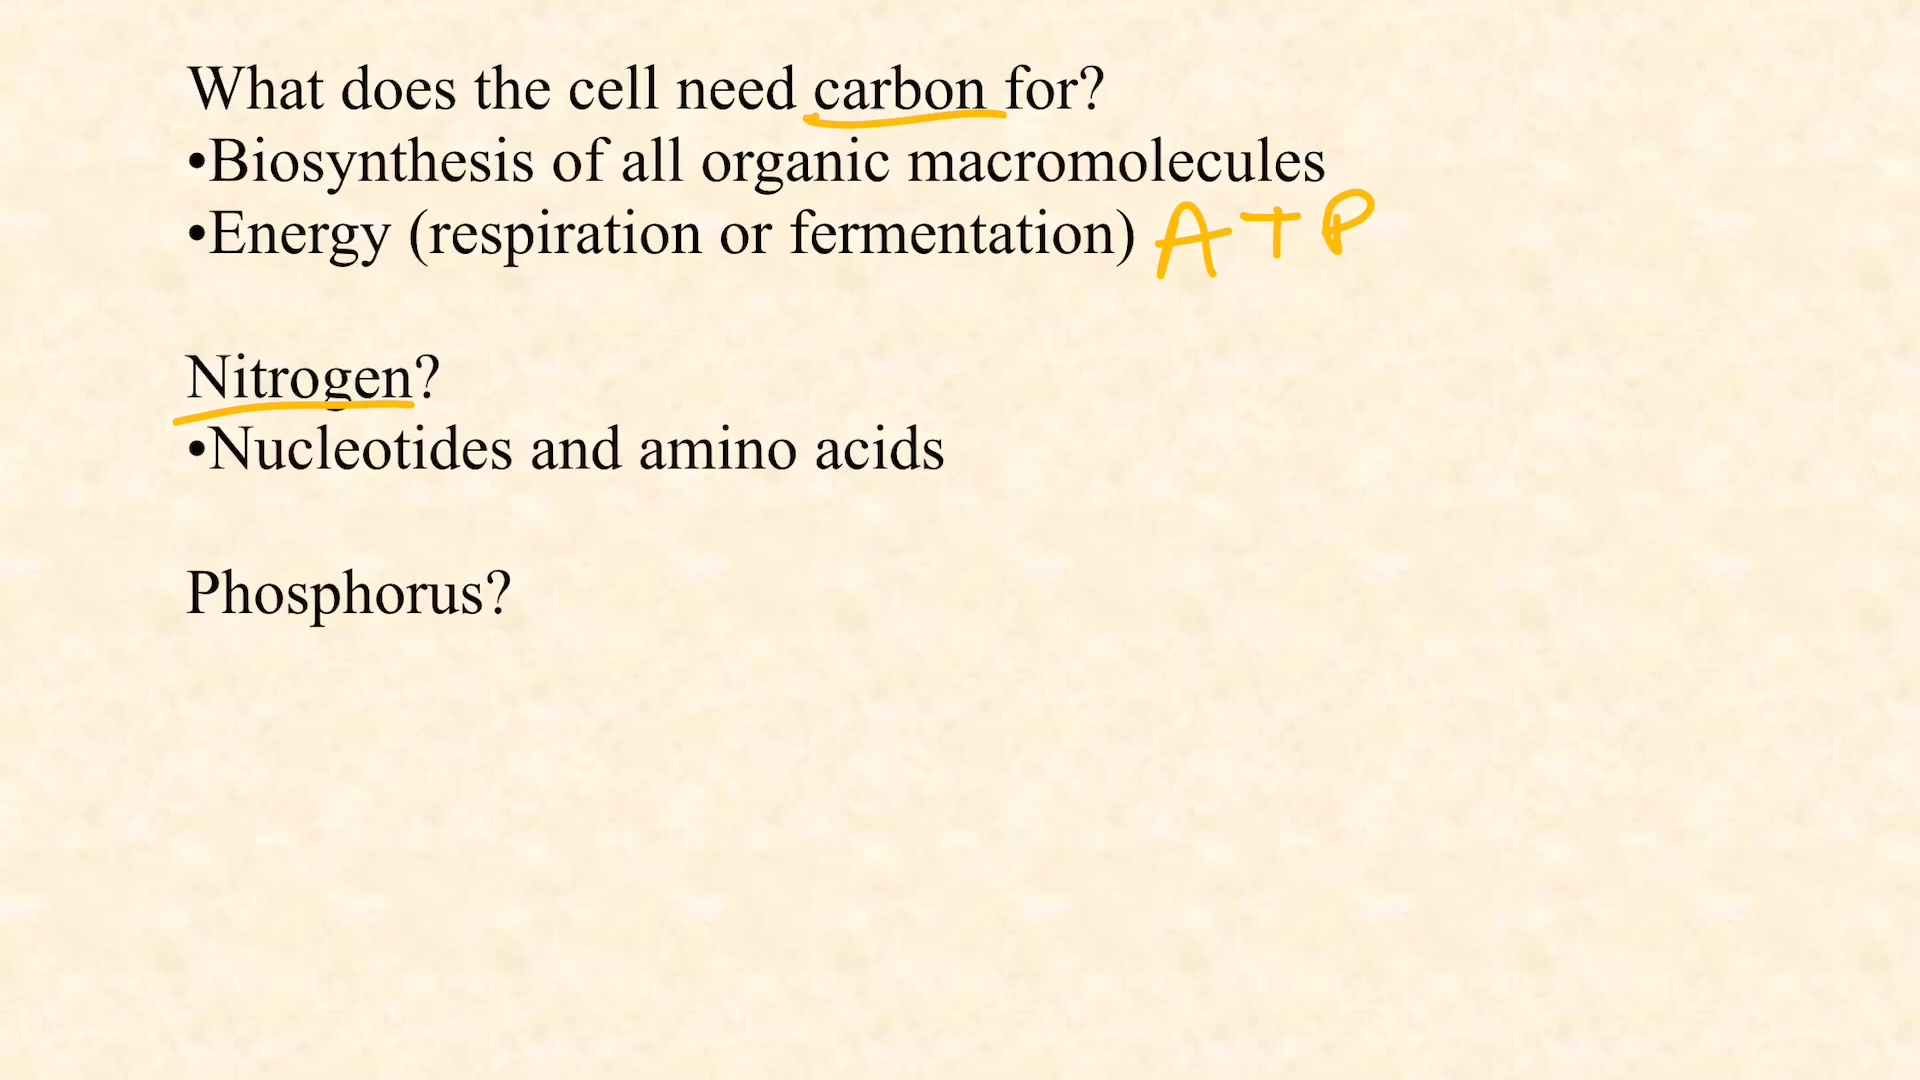 What does the cell need carbon for?
•Biosynthesis of all organic macromolecules
•Energy (respiration or fermentation) ATP
Nitrogen?
•Nucleotides and amino acids
Phosphorus?